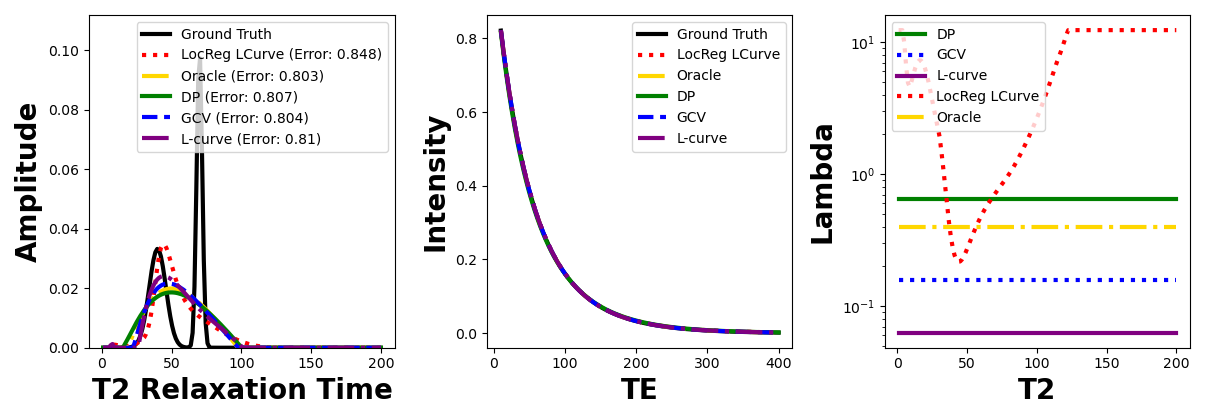 Amplitude
0.10
0.08
0.06
0.04
0.02
0.00
0
50
100
150
200
T2 Relaxation Time
Ground Truth
LocReg LCurve (Error: 0.848)
Oracle (Error: 0.803)
DP (Error: 0.807)
GCV (Error: 0.804)
L-curve (Error: 0.81)
Intensity
0.8
0.6
0.4
0.2
0.0
0
100
200
300
400
TE
Ground Truth
LocReg LCurve
Oracle
DP
GCV
L-curve
Lambda
10¹
10⁰
10⁻¹
0
50
100
150
200
T2
DP
GCV
L-curve
LocReg LCurve
Oracle